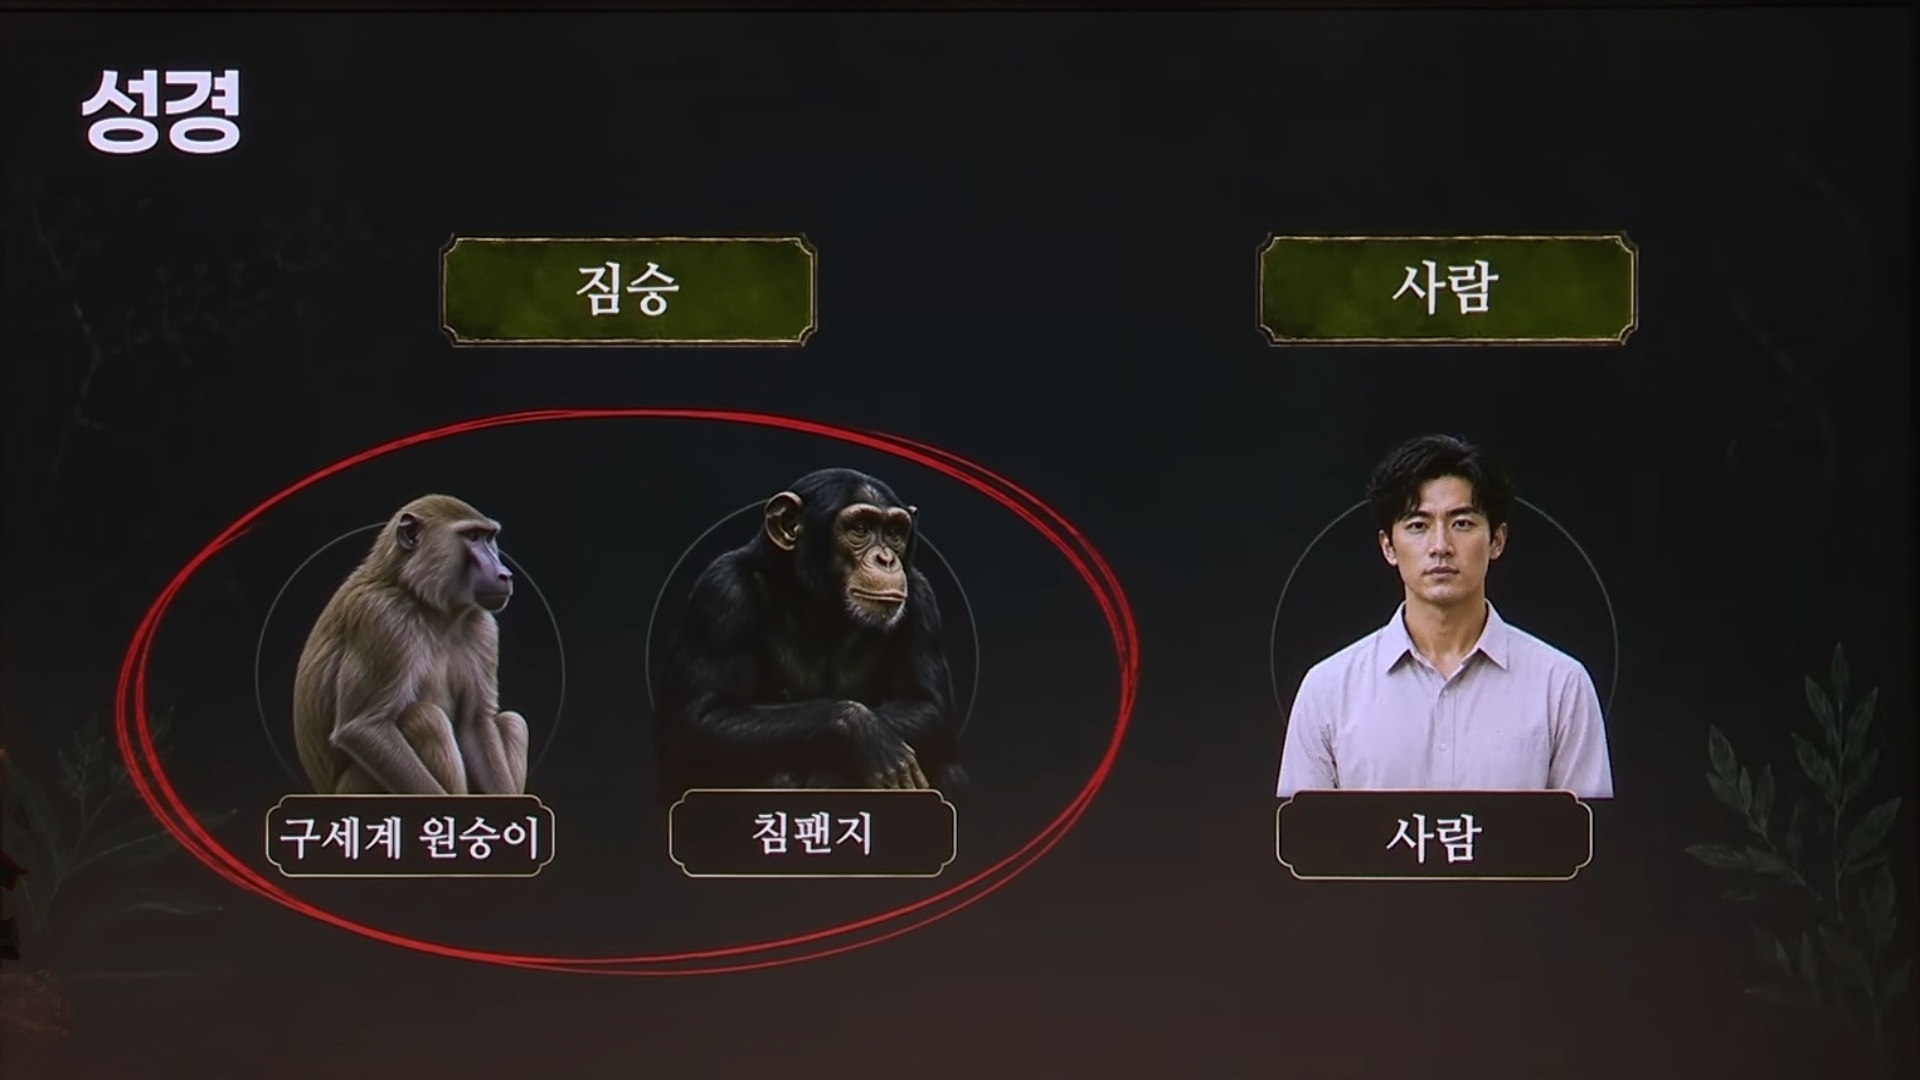 성경
짐승
사람
구세계 원숭이
침팬지
사람